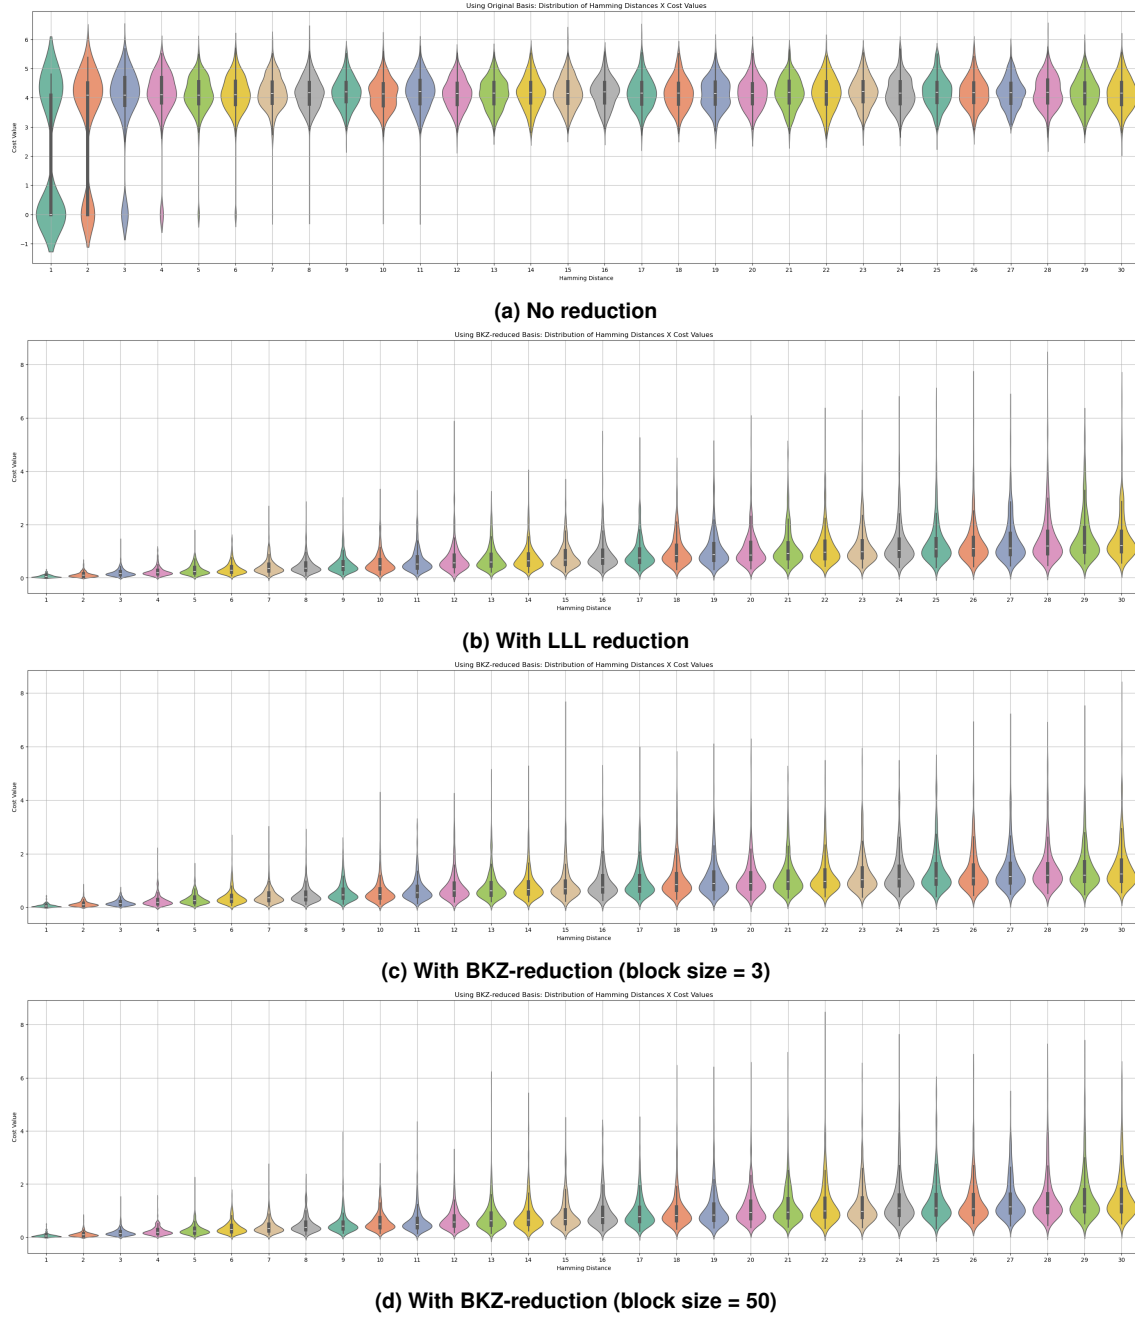 Using Original Basis: Distribution of Hamming Distances X Cost Values
6
5
4
3
2
1
0
−1
Cost Value
1 2 3 4 5 6 7 8 9 10 11 12 13 14 15 16 17 18 19 20 21 22 23 24 25 26 27 28 29 30
Hamming Distance
(a) No reduction
Using BKZ-reduced Basis: Distribution of Hamming Distances X Cost Values
8
6
4
2
0
Cost Value
1 2 3 4 5 6 7 8 9 10 11 12 13 14 15 16 17 18 19 20 21 22 23 24 25 26 27 28 29 30
Hamming Distance
(b) With LLL reduction
Using BKZ-reduced Basis: Distribution of Hamming Distances X Cost Values
8
6
4
2
0
Cost Value
1 2 3 4 5 6 7 8 9 10 11 12 13 14 15 16 17 18 19 20 21 22 23 24 25 26 27 28 29 30
Hamming Distance
(c) With BKZ-reduction (block size = 3)
Using BKZ-reduced Basis: Distribution of Hamming Distances X Cost Values
8
6
4
2
0
Cost Value
1 2 3 4 5 6 7 8 9 10 11 12 13 14 15 16 17 18 19 20 21 22 23 24 25 26 27 28 29 30
Hamming Distance
(d) With BKZ-reduction (block size = 50)